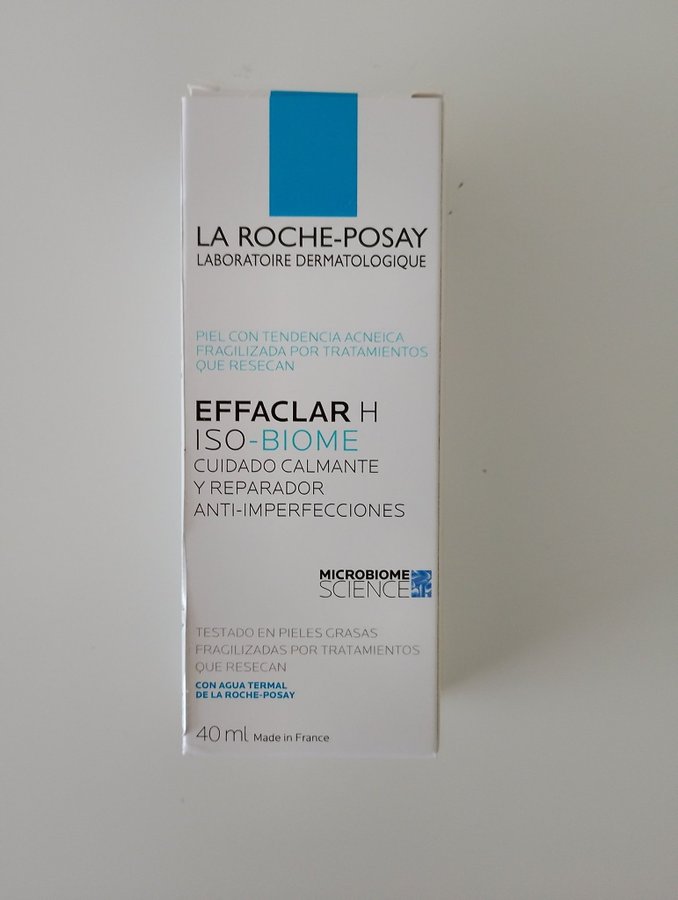 LA ROCHE-POSAY
LABORATOIRE DERMATOLOGIQUE
PIEL CON TENDENCIA ACNEICA
FRAGILIZADA POR TRATAMIENTOS
QUE RESECAN
EFFACLAR H
ISO-BIOME
CUIDADO CALMANTE
Y REPARADOR
ANTI-IMPERFECCIONES
MICROBIOME
SCIENCE
TESTADO EN PIELES GRASAS
FRAGILIZADAS POR TRATAMIENTOS
QUE RESECAN
CON AGUA TERMAL
DE LA ROCHE-POSAY
40 ml Made in France